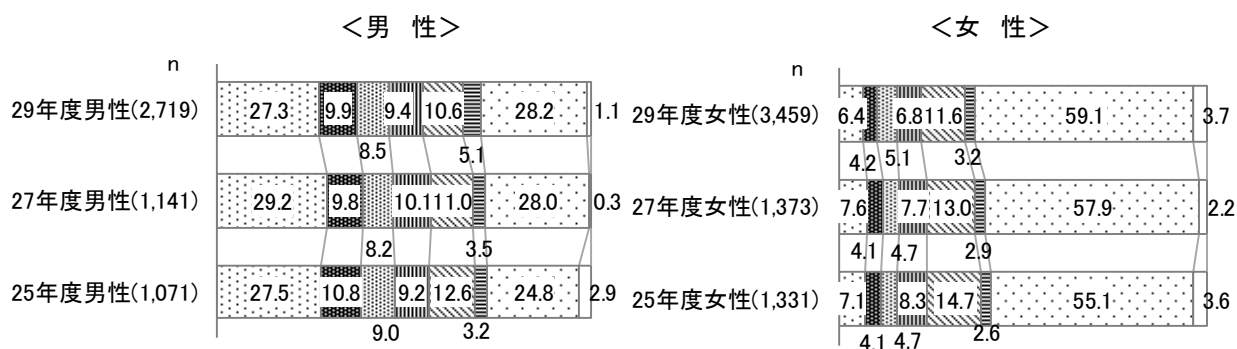 ＜男　性＞
n
29年度男性(2,719) 27.3 9.9 9.4 10.6 28.2 1.1
8.5 5.1
27年度男性(1,141) 29.2 9.8 10.1 11.0 28.0 0.3
8.2 3.5
25年度男性(1,071) 27.5 10.8 9.2 12.6 24.8 2.9
9.0 3.2
＜女　性＞
n
29年度女性(3,459) 6.4 6.8 11.6 59.1 3.7
4.2 5.1 3.2
27年度女性(1,373) 7.6 7.7 13.0 57.9 2.2
4.1 4.7 2.9
25年度女性(1,331) 7.1 8.3 14.7 55.1 3.6
4.1 4.7 2.6